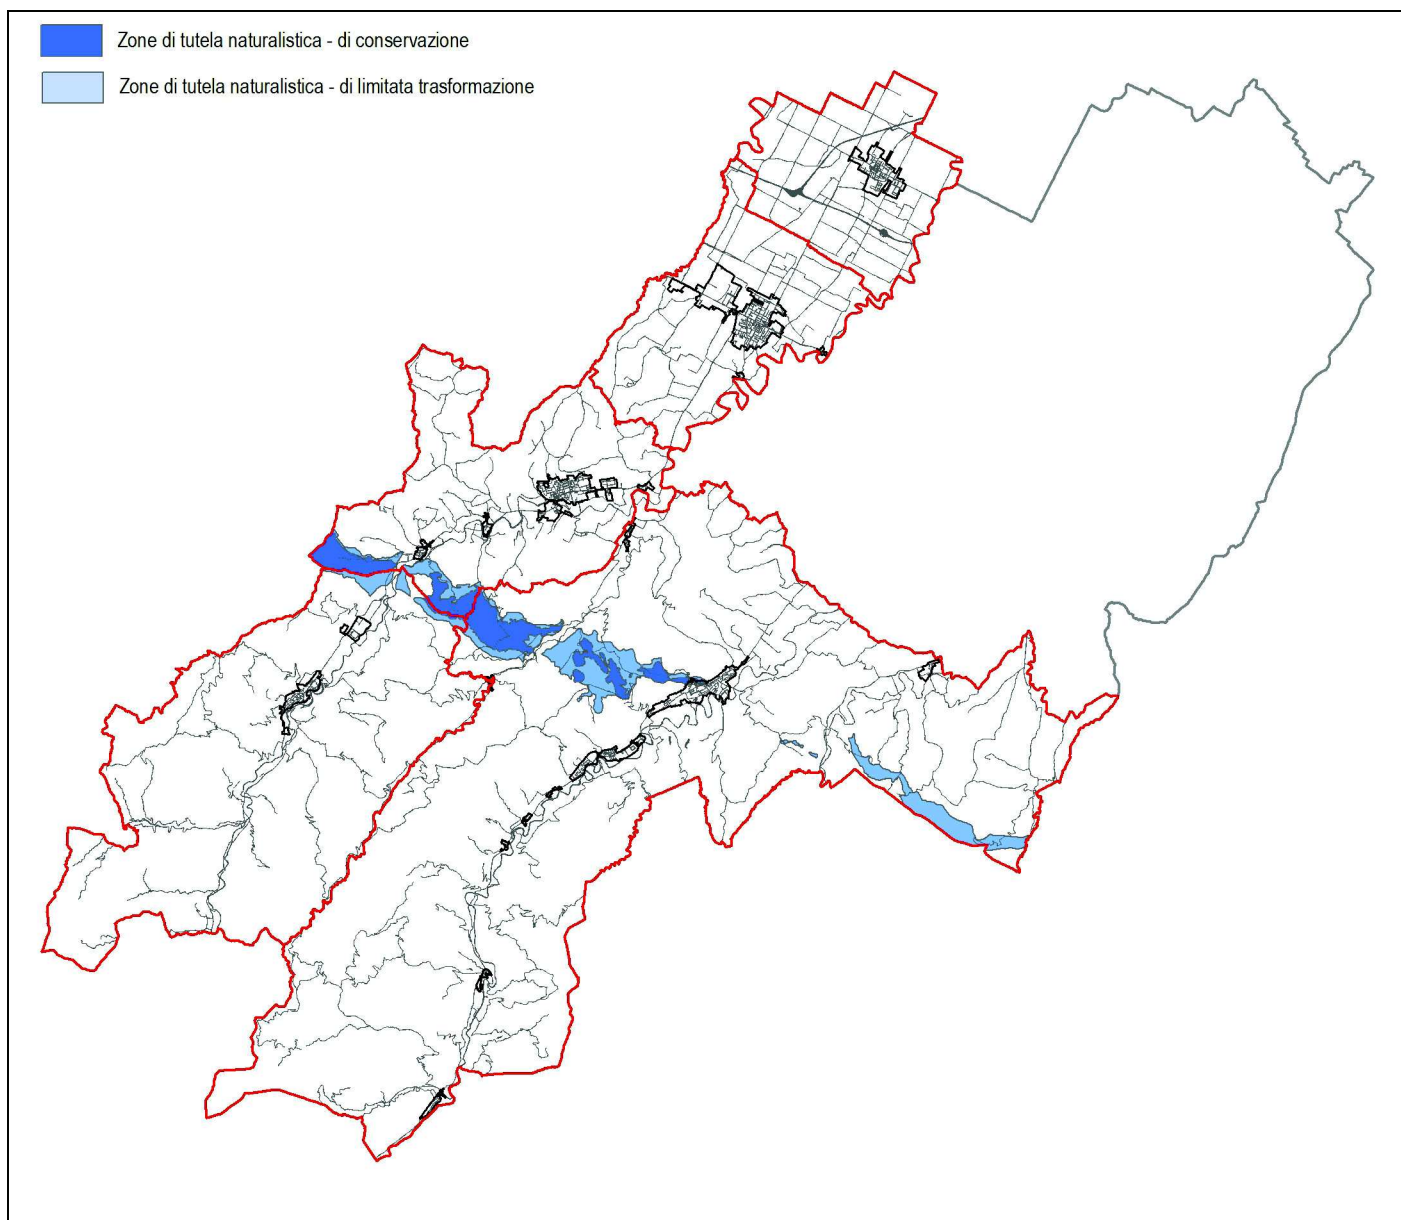 Zone di tutela naturalistica - di conservazione
Zone di tutela naturalistica - di limitata trasformazione